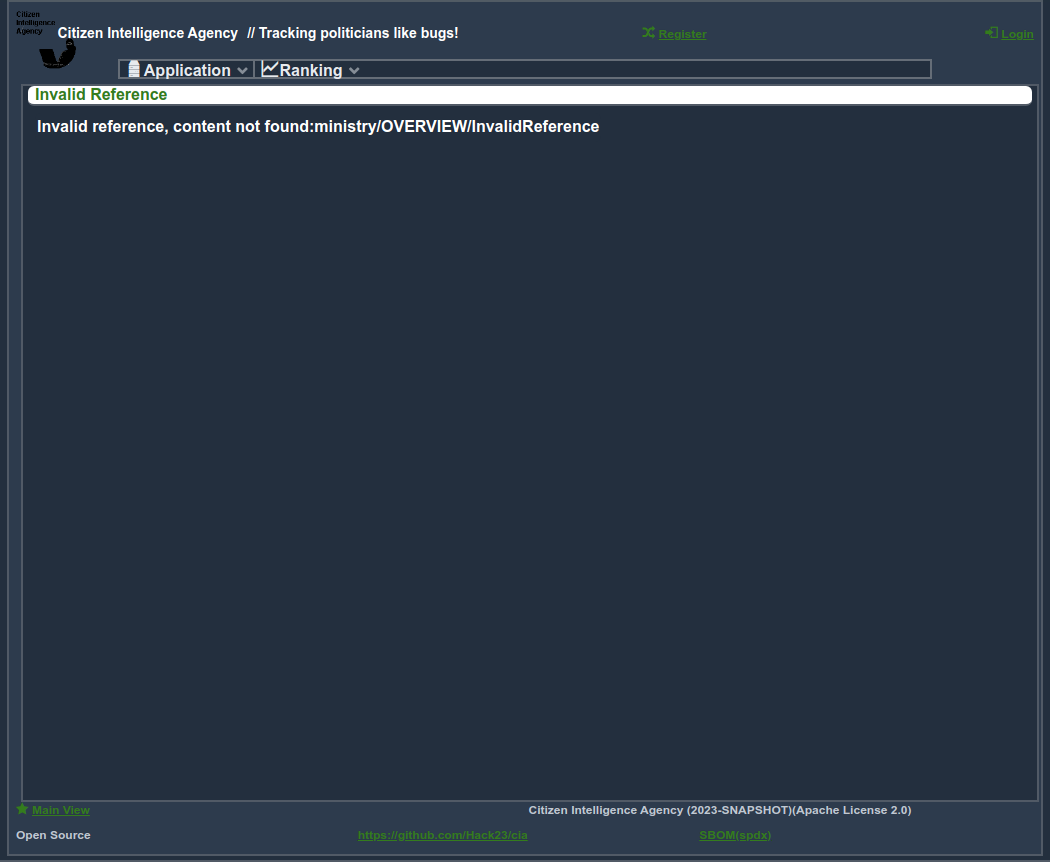 Citizen
Intelligence
Agency
Citizen Intelligence Agency // Tracking politicians like bugs!
Register
Login
Application
Ranking
Invalid Reference
Invalid reference, content not found:ministry/OVERVIEW/InvalidReference
Main View
Citizen Intelligence Agency (2023-SNAPSHOT)(Apache License 2.0)
Open Source
https://github.com/Hack23/cia
SBOM(spdx)